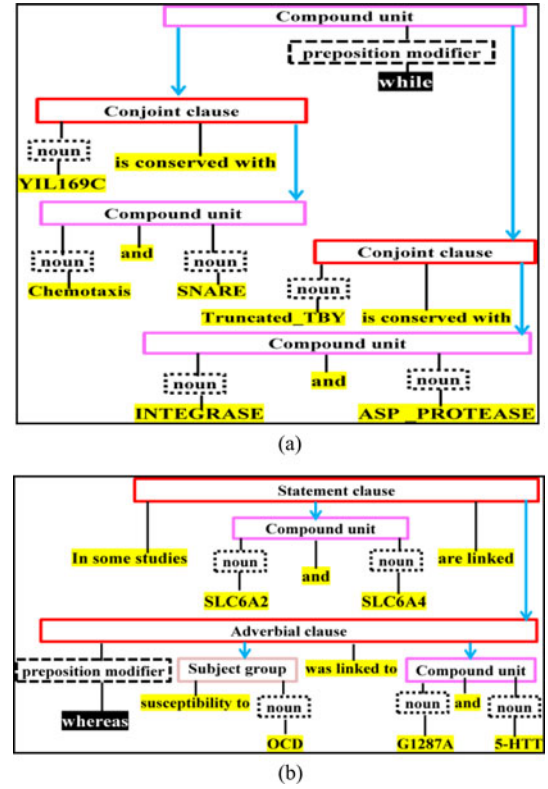 Compound unit
preposition modifier
while
Conjoint clause
noun
is conserved with
YIL169C
Compound unit
noun and noun
Conjoint clause
Chemotaxis SNARE
noun
Truncated_TBY is conserved with
Compound unit
noun and noun
INTEGRASE ASP_PROTEASE
(a)
Statement clause
Compound unit
In some studies noun and noun are linked
SLC6A2 SLC6A4
Adverbial clause
preposition modifier Subject group was linked to Compound unit
susceptibility to noun noun and noun
whereas
OCD G1287A 5-HTT
(b)